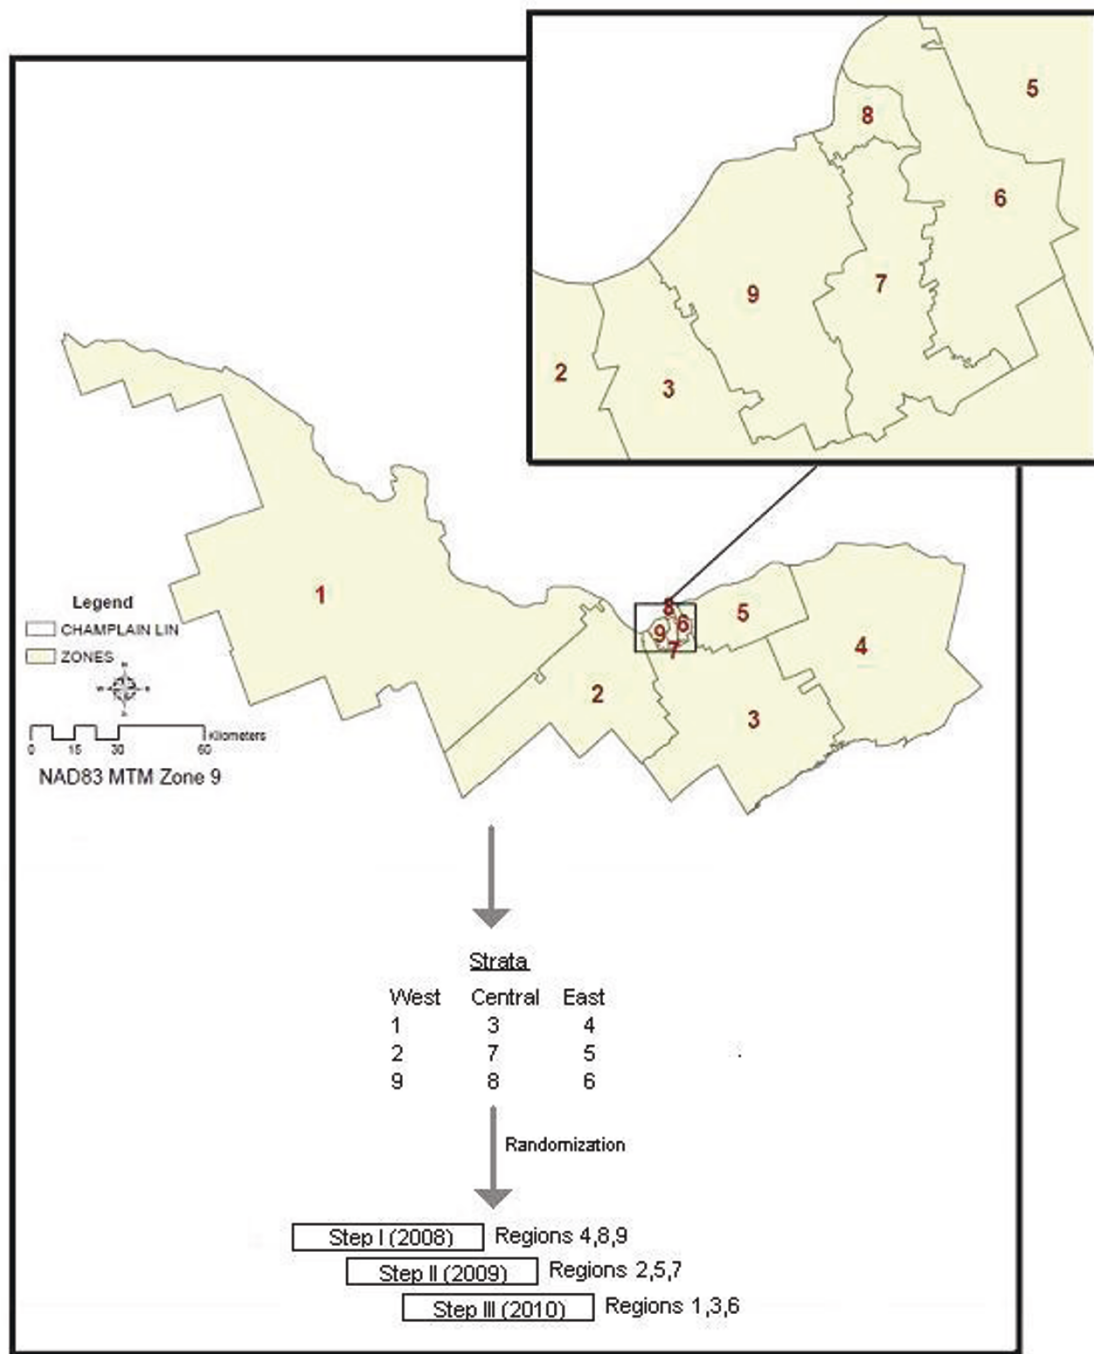 5
8
6
9
7
2
3
1
Legend
CHAMPLAIN LIN
ZONES
N
W E
S
0 15 30 60
Kilometers
NAD83 MTM Zone 9
8
6
9
7
5
4
2
3
Strata
West Central East
1 3 4
2 7 5
9 8 6
Randomization
Step I (2008) Regions 4,8,9
Step II (2009) Regions 2,5,7
Step III (2010) Regions 1,3,6